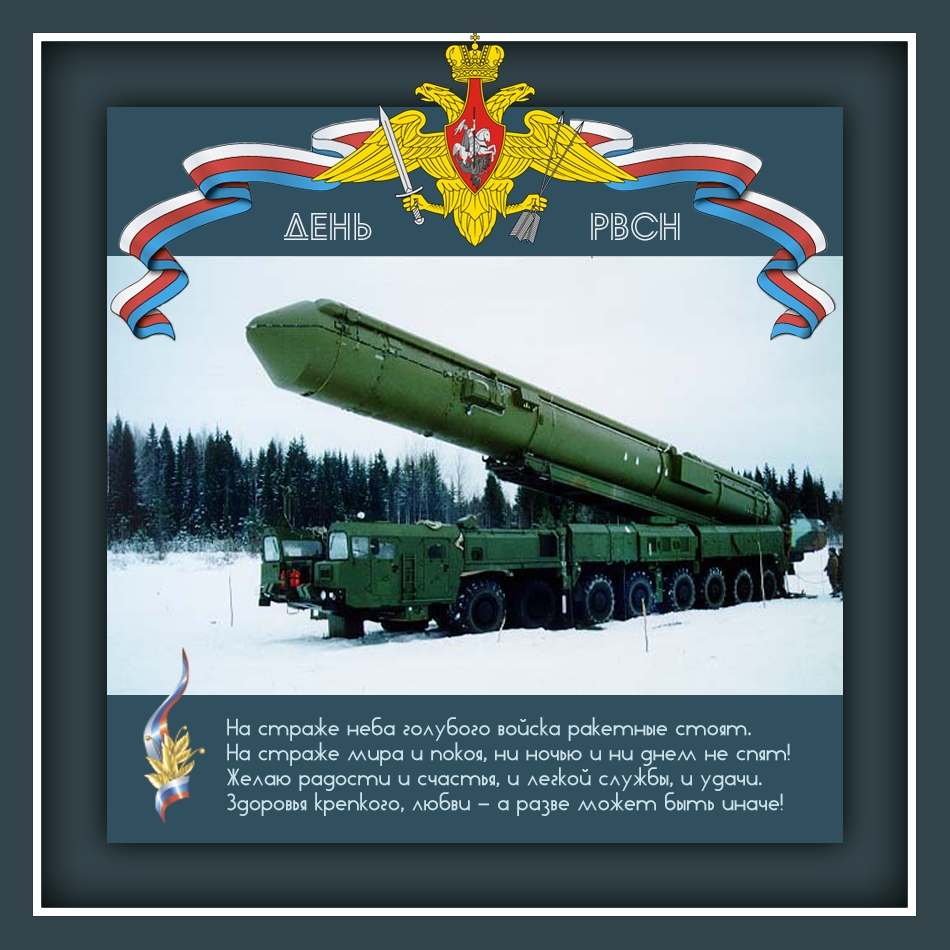 ДЕНЬ РВСН
На страже неба голубого войска ракетные стоят.
На страже мира и покоя, ни ночью и ни днем не спят!
Желаю радости и счастья, и легкой службы, и удачи.
Здоровья крепкого, любви – а разве может быть иначе!